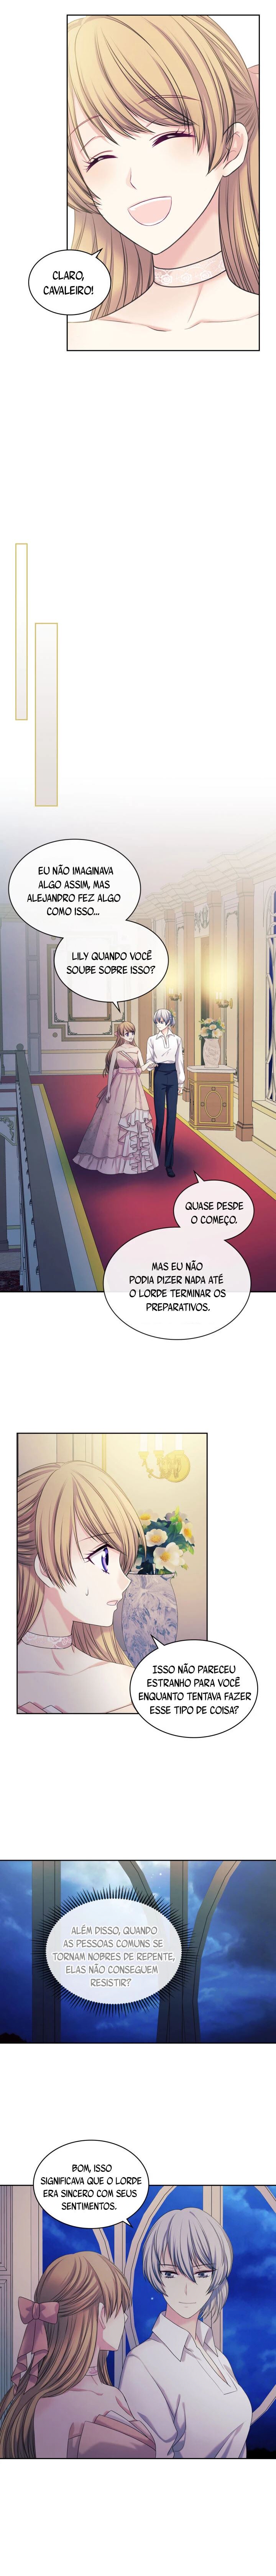 CLARO,
CAVALEIRO!
EU NÃO IMAGINAVA
ALGO ASSIM, MAS
ALEJANDRO FEZ ALGO
COMO ISSO...
LILY QUANDO VOCÊ
SOUBE SOBRE ISSO?
QUASE DESDE
O COMEÇO.
MAS EU NÃO
PODIA DIZER NADA ATÉ
O LORDE TERMINAR OS
PREPARATIVOS.
ISSO NÃO PARECEU
ESTRANHO PARA VOCÊ
ENQUANTO TENTAVA FAZER
ESSE TIPO DE COISA?
ALÉM DISSO, QUANDO
AS PESSOAS COMUNS SE
TORNAM NOBRES DE REPENTE,
ELAS NÃO CONSEGUEM
RESISTIR?
BOM, ISSO
SIGNIFICAVA QUE O LORDE
ERA SINCERO COM SEUS
SENTIMENTOS.